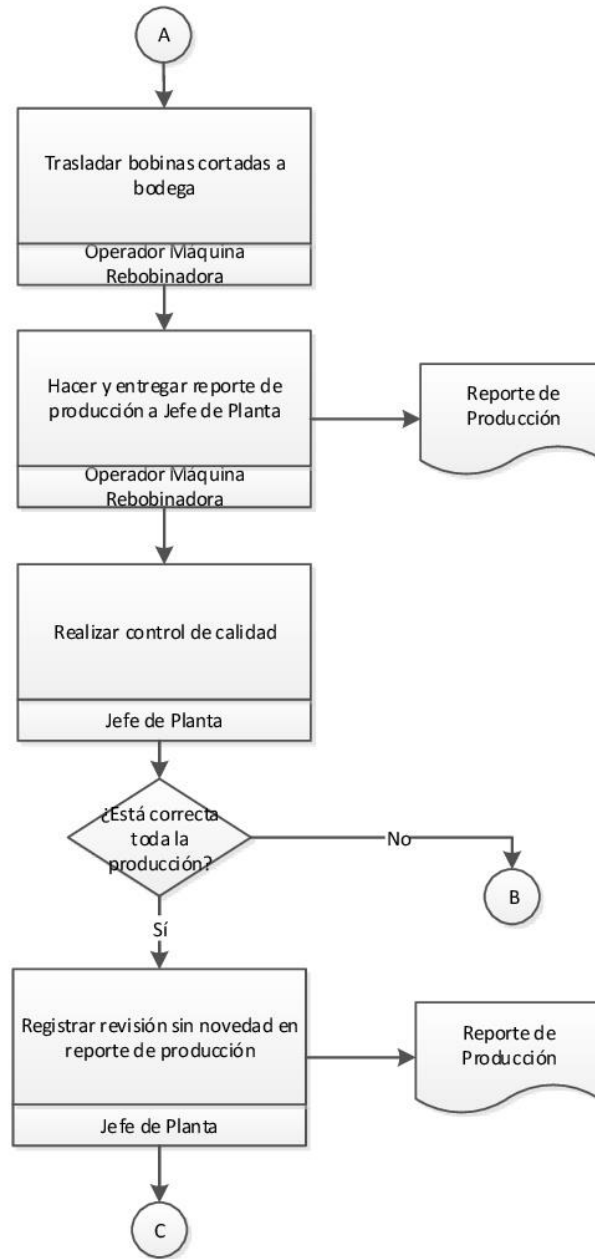 A
Trasladar bobinas cortadas a
bodega
Operador Máquina
Rebobinadora
Hacer y entregar reporte de
producción a Jefe de Planta
Reporte de
Producción
Operador Máquina
Rebobinadora
Realizar control de calidad
Jefe de Planta
¿Está correcta
toda la
producción?
No
B
Sí
Registrar revisión sin novedad en
reporte de producción
Reporte de
Producción
Jefe de Planta
C